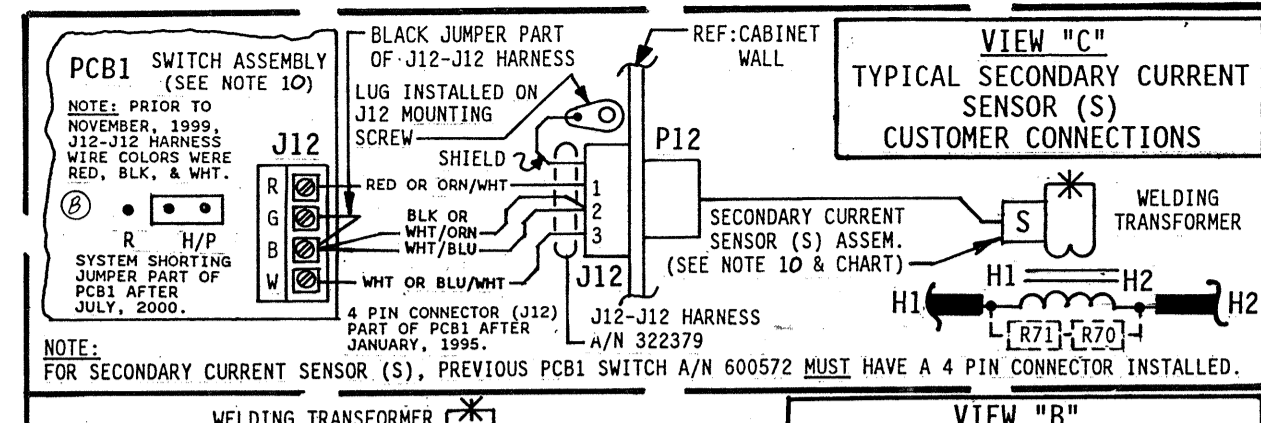 PCB1 SWITCH ASSEMBLY
(SEE NOTE 10)
NOTE: PRIOR TO
NOVEMBER, 1999,
J12-J12 HARNESS
WIRE COLORS WERE
RED, BLK, & WHT.
B
R H/P
SYSTEM SHORTING
JUMPER PART OF
PCB1 AFTER
JULY, 2000.
J12
R
G
B
W
BLACK JUMPER PART
OF J12-J12 HARNESS
LUG INSTALLED ON
J12 MOUNTING
SCREW
SHIELD
RED OR ORN/WHT
BLK OR
WHT/ORN
WHT/BLU
WHT OR BLU/WHT
1
2
3
J12
4 PIN CONNECTOR (J12)
PART OF PCB1 AFTER
JANUARY, 1995.
J12-J12 HARNESS
A/N 322379
REF:CABINET
WALL
P12
SECONDARY CURRENT
SENSOR (S) ASSEM.
(SEE NOTE 10 & CHART)
VIEW "C"
TYPICAL SECONDARY CURRENT
SENSOR (S)
CUSTOMER CONNECTIONS
S
WELDING
TRANSFORMER
H1 H2
H1 H2
R71 R70
NOTE:
FOR SECONDARY CURRENT SENSOR (S), PREVIOUS PCB1 SWITCH A/N 600572 MUST HAVE A 4 PIN CONNECTOR INSTALLED.
WELDING TRANSFORMER
VIEW "B"